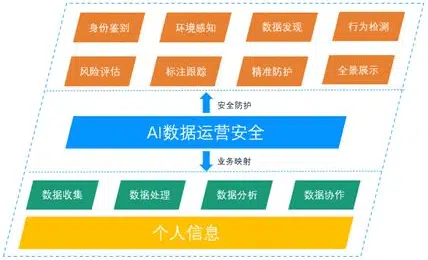 身份鉴别 环境感知 数据发现 行为检测
风险评估 标注跟踪 精准防护 全景展示
安全防护
AI数据运营安全
业务映射
数据收集 数据处理 数据分析 数据协作
个人信息